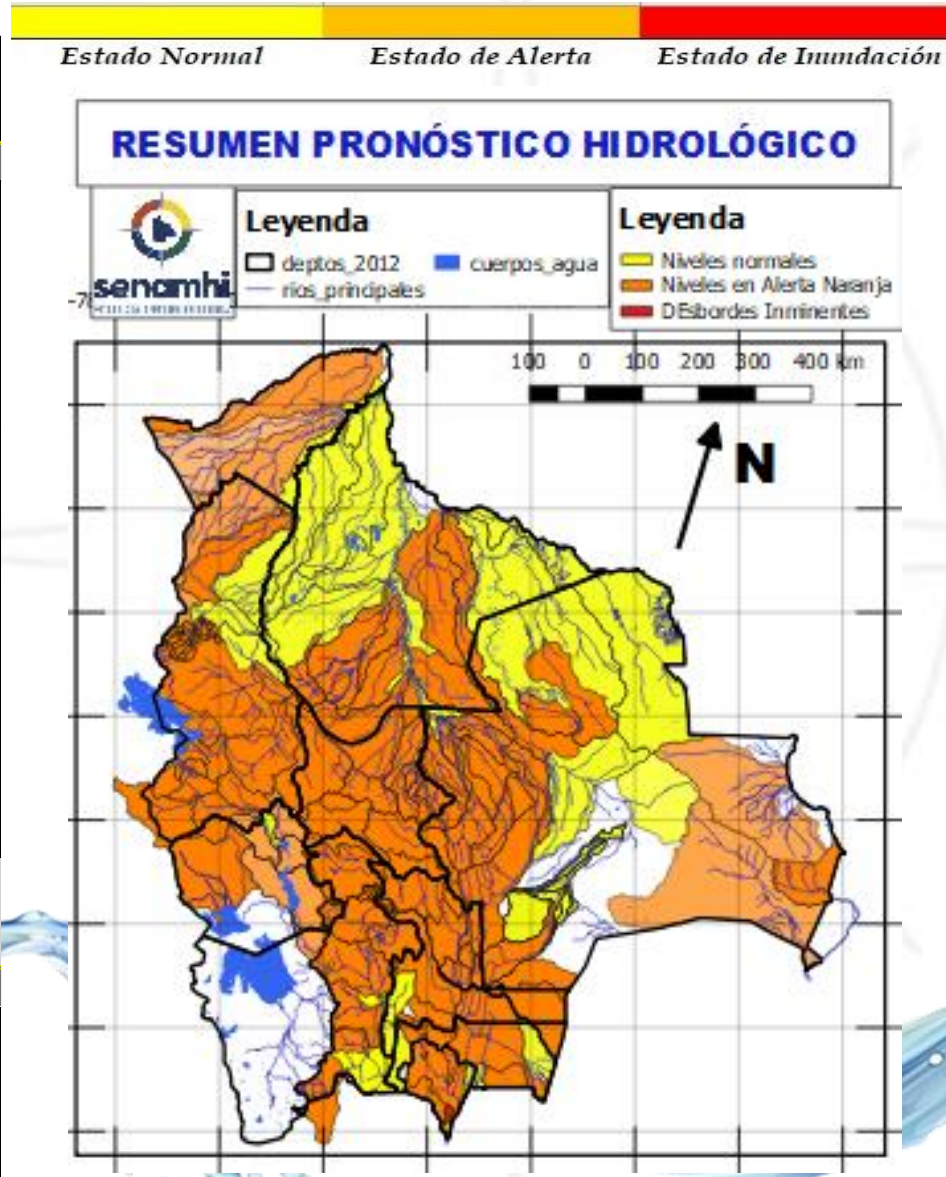 Estado Normal Estado de Alerta Estado de Inundación
RESUMEN PRONÓSTICO HIDROLÓGICO
senamhi
Leyenda
deptos_2012 cuerpos_agua
rios_principales
Leyenda
Niveles normales
Niveles en Alerta Naranja
DEsbordes Inminentes
-7
100 0 100 200 300 400 km
N